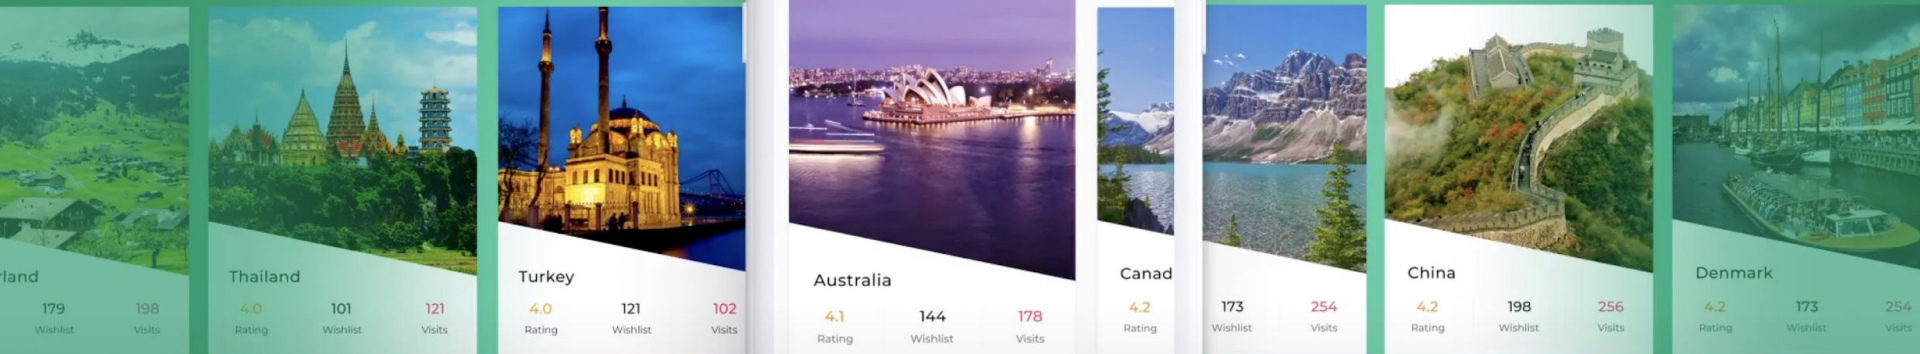 rland
179 198
Wishlist Visits
Thailand
4.0 101 121
Rating Wishlist Visits
Turkey
4.0 121 102
Rating Wishlist Visits
Australia
4.1 144 178
Rating Wishlist Visits
Canad
4.2
Rating
173 254
Wishlist Visits
China
4.2 198 256
Rating Wishlist Visits
Denmark
4.2 173 254
Rating Wishlist Visits